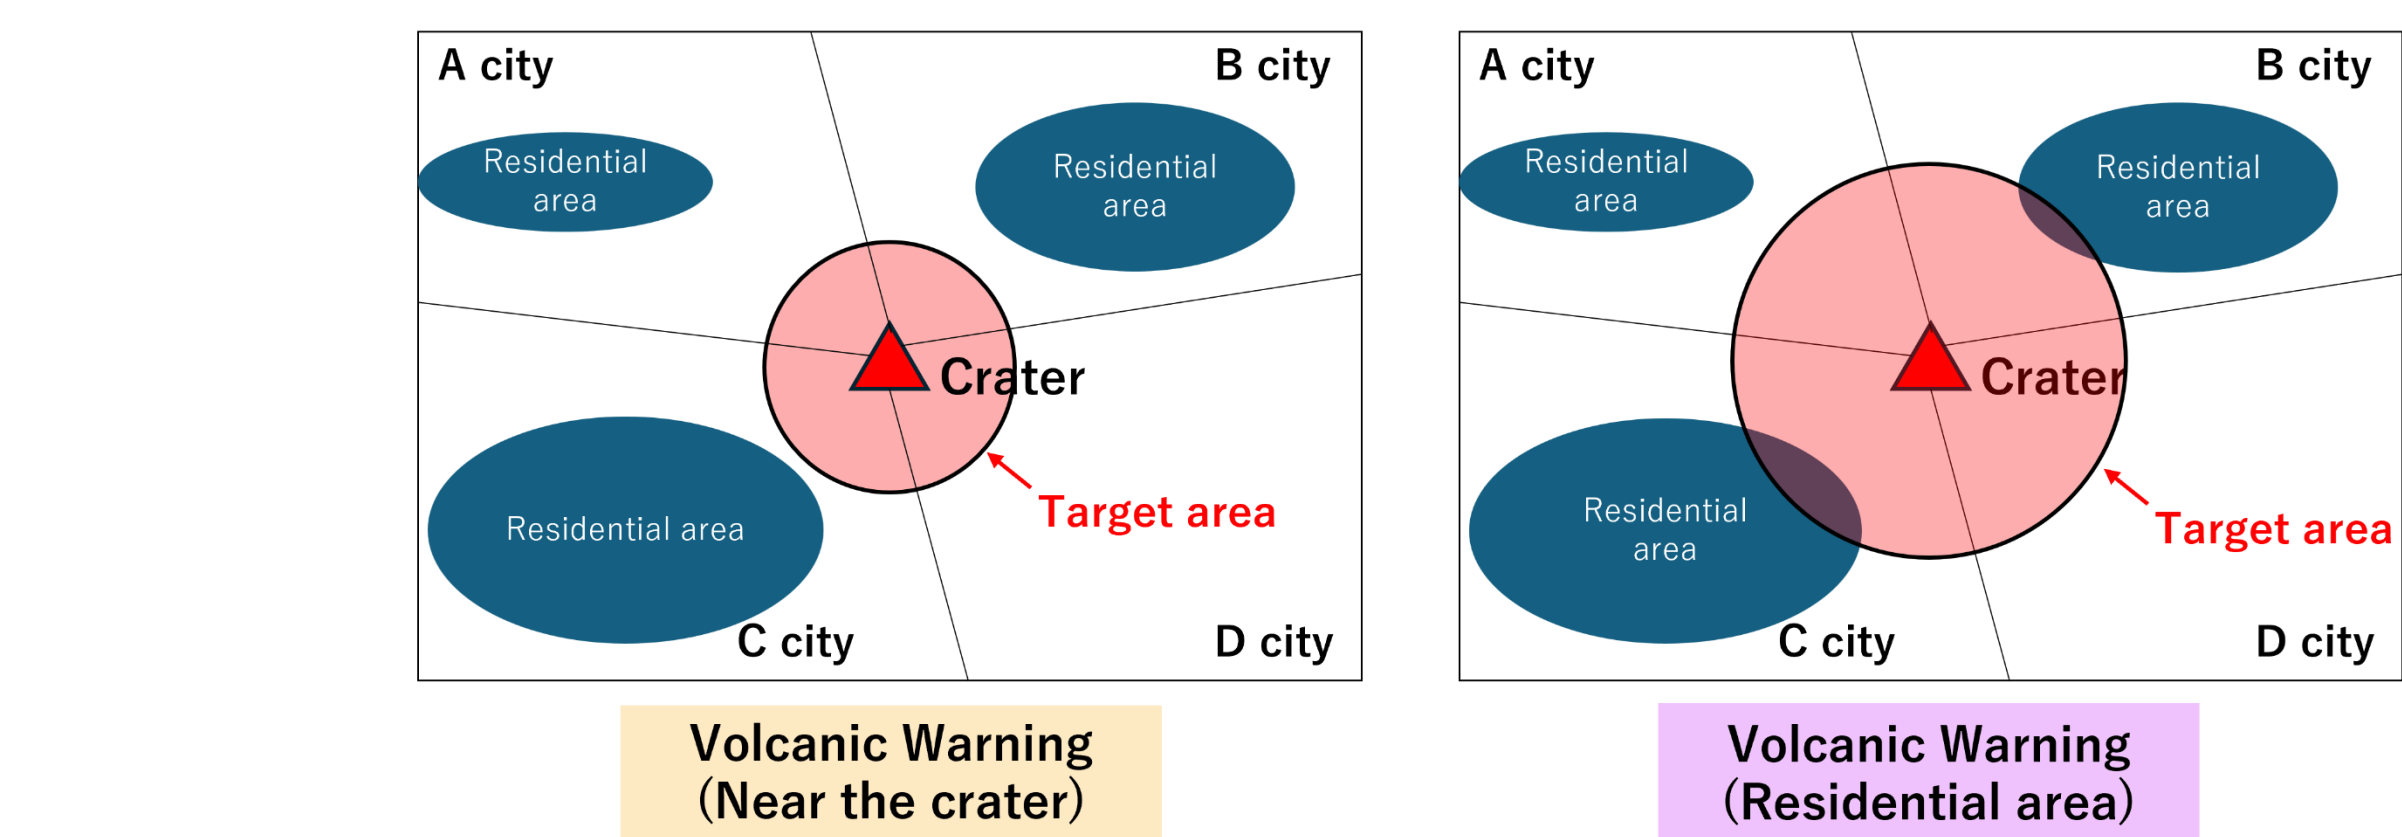 A city
B city
Residential
area
Residential
area
Crater
Target area
Residential area
C city
D city
Volcanic Warning
(Near the crater)
A city
B city
Residential
area
Residential
area
Crater
Residential
area
Target area
C city
D city
Volcanic Warning
(Residential area)